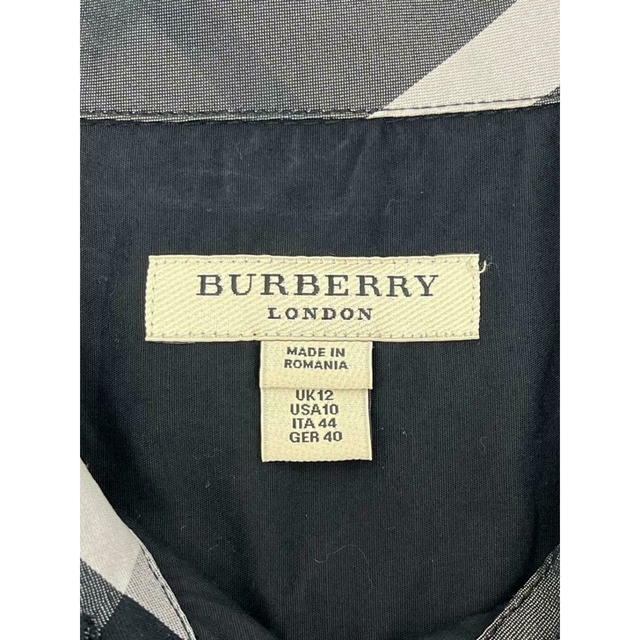 BURBERRY
LONDON
MADE IN
ROMANIA
UK12
USA10
ITA 44
GER 40